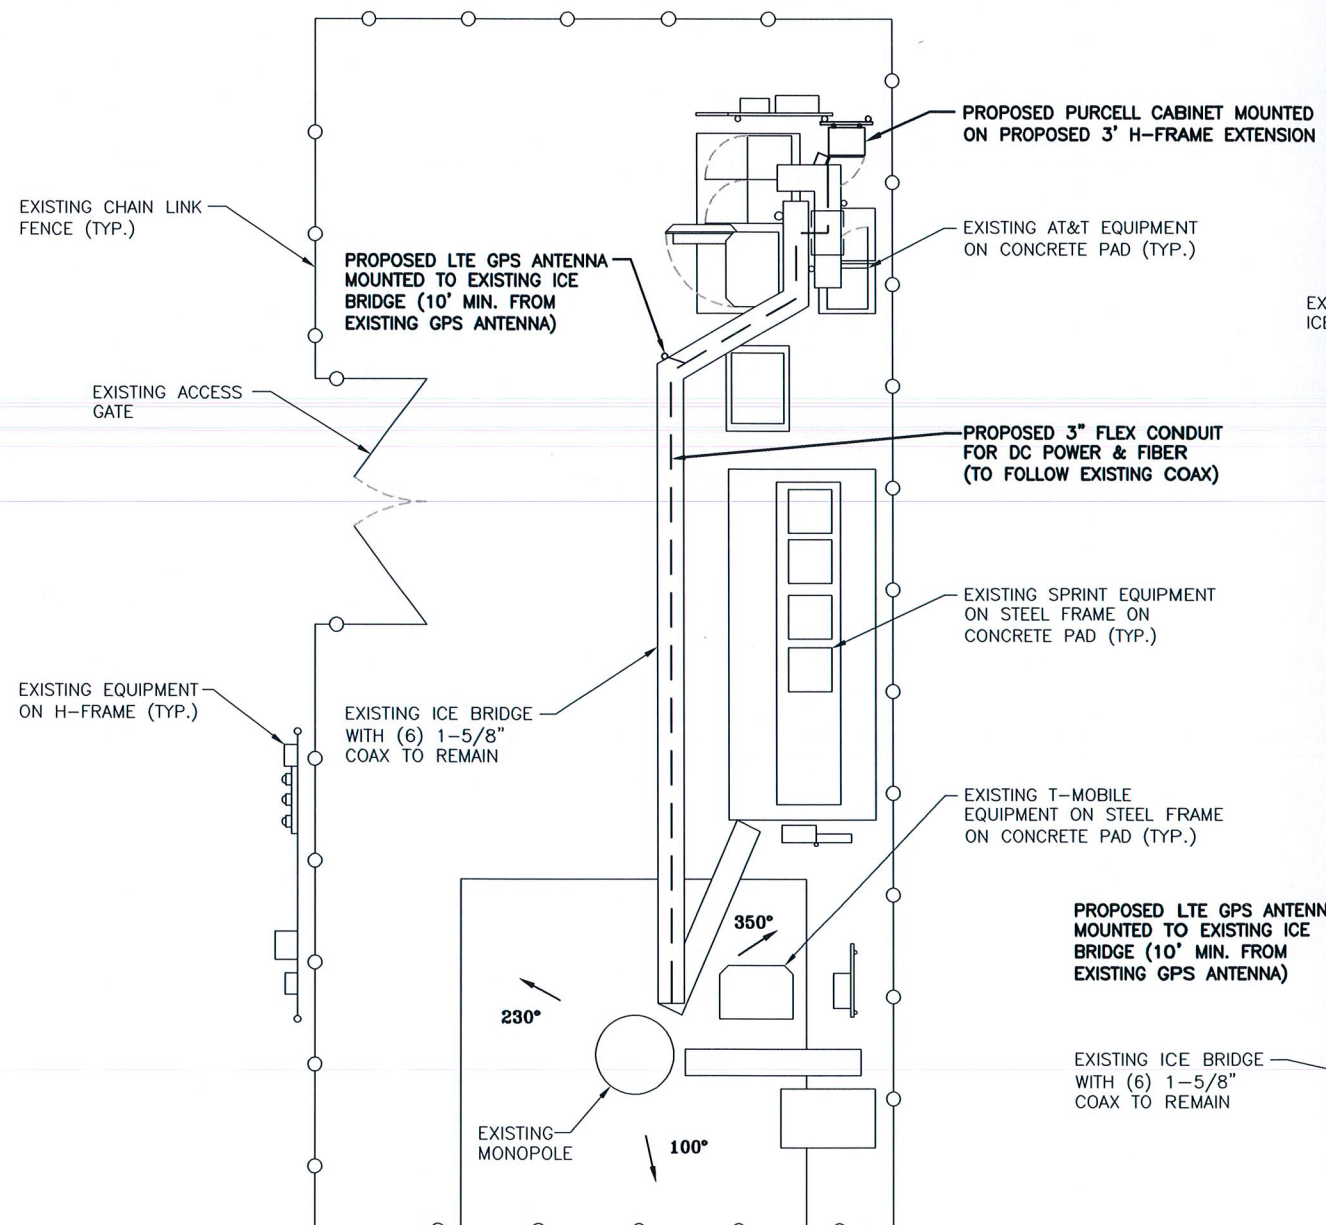 PROPOSED PURCELL CABINET MOUNTED
ON PROPOSED 3' H-FRAME EXTENSION
EXISTING CHAIN LINK
FENCE (TYP.)
EXISTING AT&T EQUIPMENT
ON CONCRETE PAD (TYP.)
PROPOSED LTE GPS ANTENNA
MOUNTED TO EXISTING ICE
BRIDGE (10' MIN. FROM
EXISTING GPS ANTENNA)
EXISTING ACCESS
GATE
PROPOSED 3" FLEX CONDUIT
FOR DC POWER & FIBER
(TO FOLLOW EXISTING COAX)
EXISTING SPRINT EQUIPMENT
ON STEEL FRAME ON
CONCRETE PAD (TYP.)
EXISTING EQUIPMENT
ON H-FRAME (TYP.)
EXISTING ICE BRIDGE
WITH (6) 1-5/8"
COAX TO REMAIN
EXISTING T-MOBILE
EQUIPMENT ON STEEL FRAME
ON CONCRETE PAD (TYP.)
350°
230°
PROPOSED LTE GPS ANTENN
MOUNTED TO EXISTING ICE
BRIDGE (10' MIN. FROM
EXISTING GPS ANTENNA)
EXISTING ICE BRIDGE
WITH (6) 1-5/8"
COAX TO REMAIN
EXISTING
MONOPOLE
100°